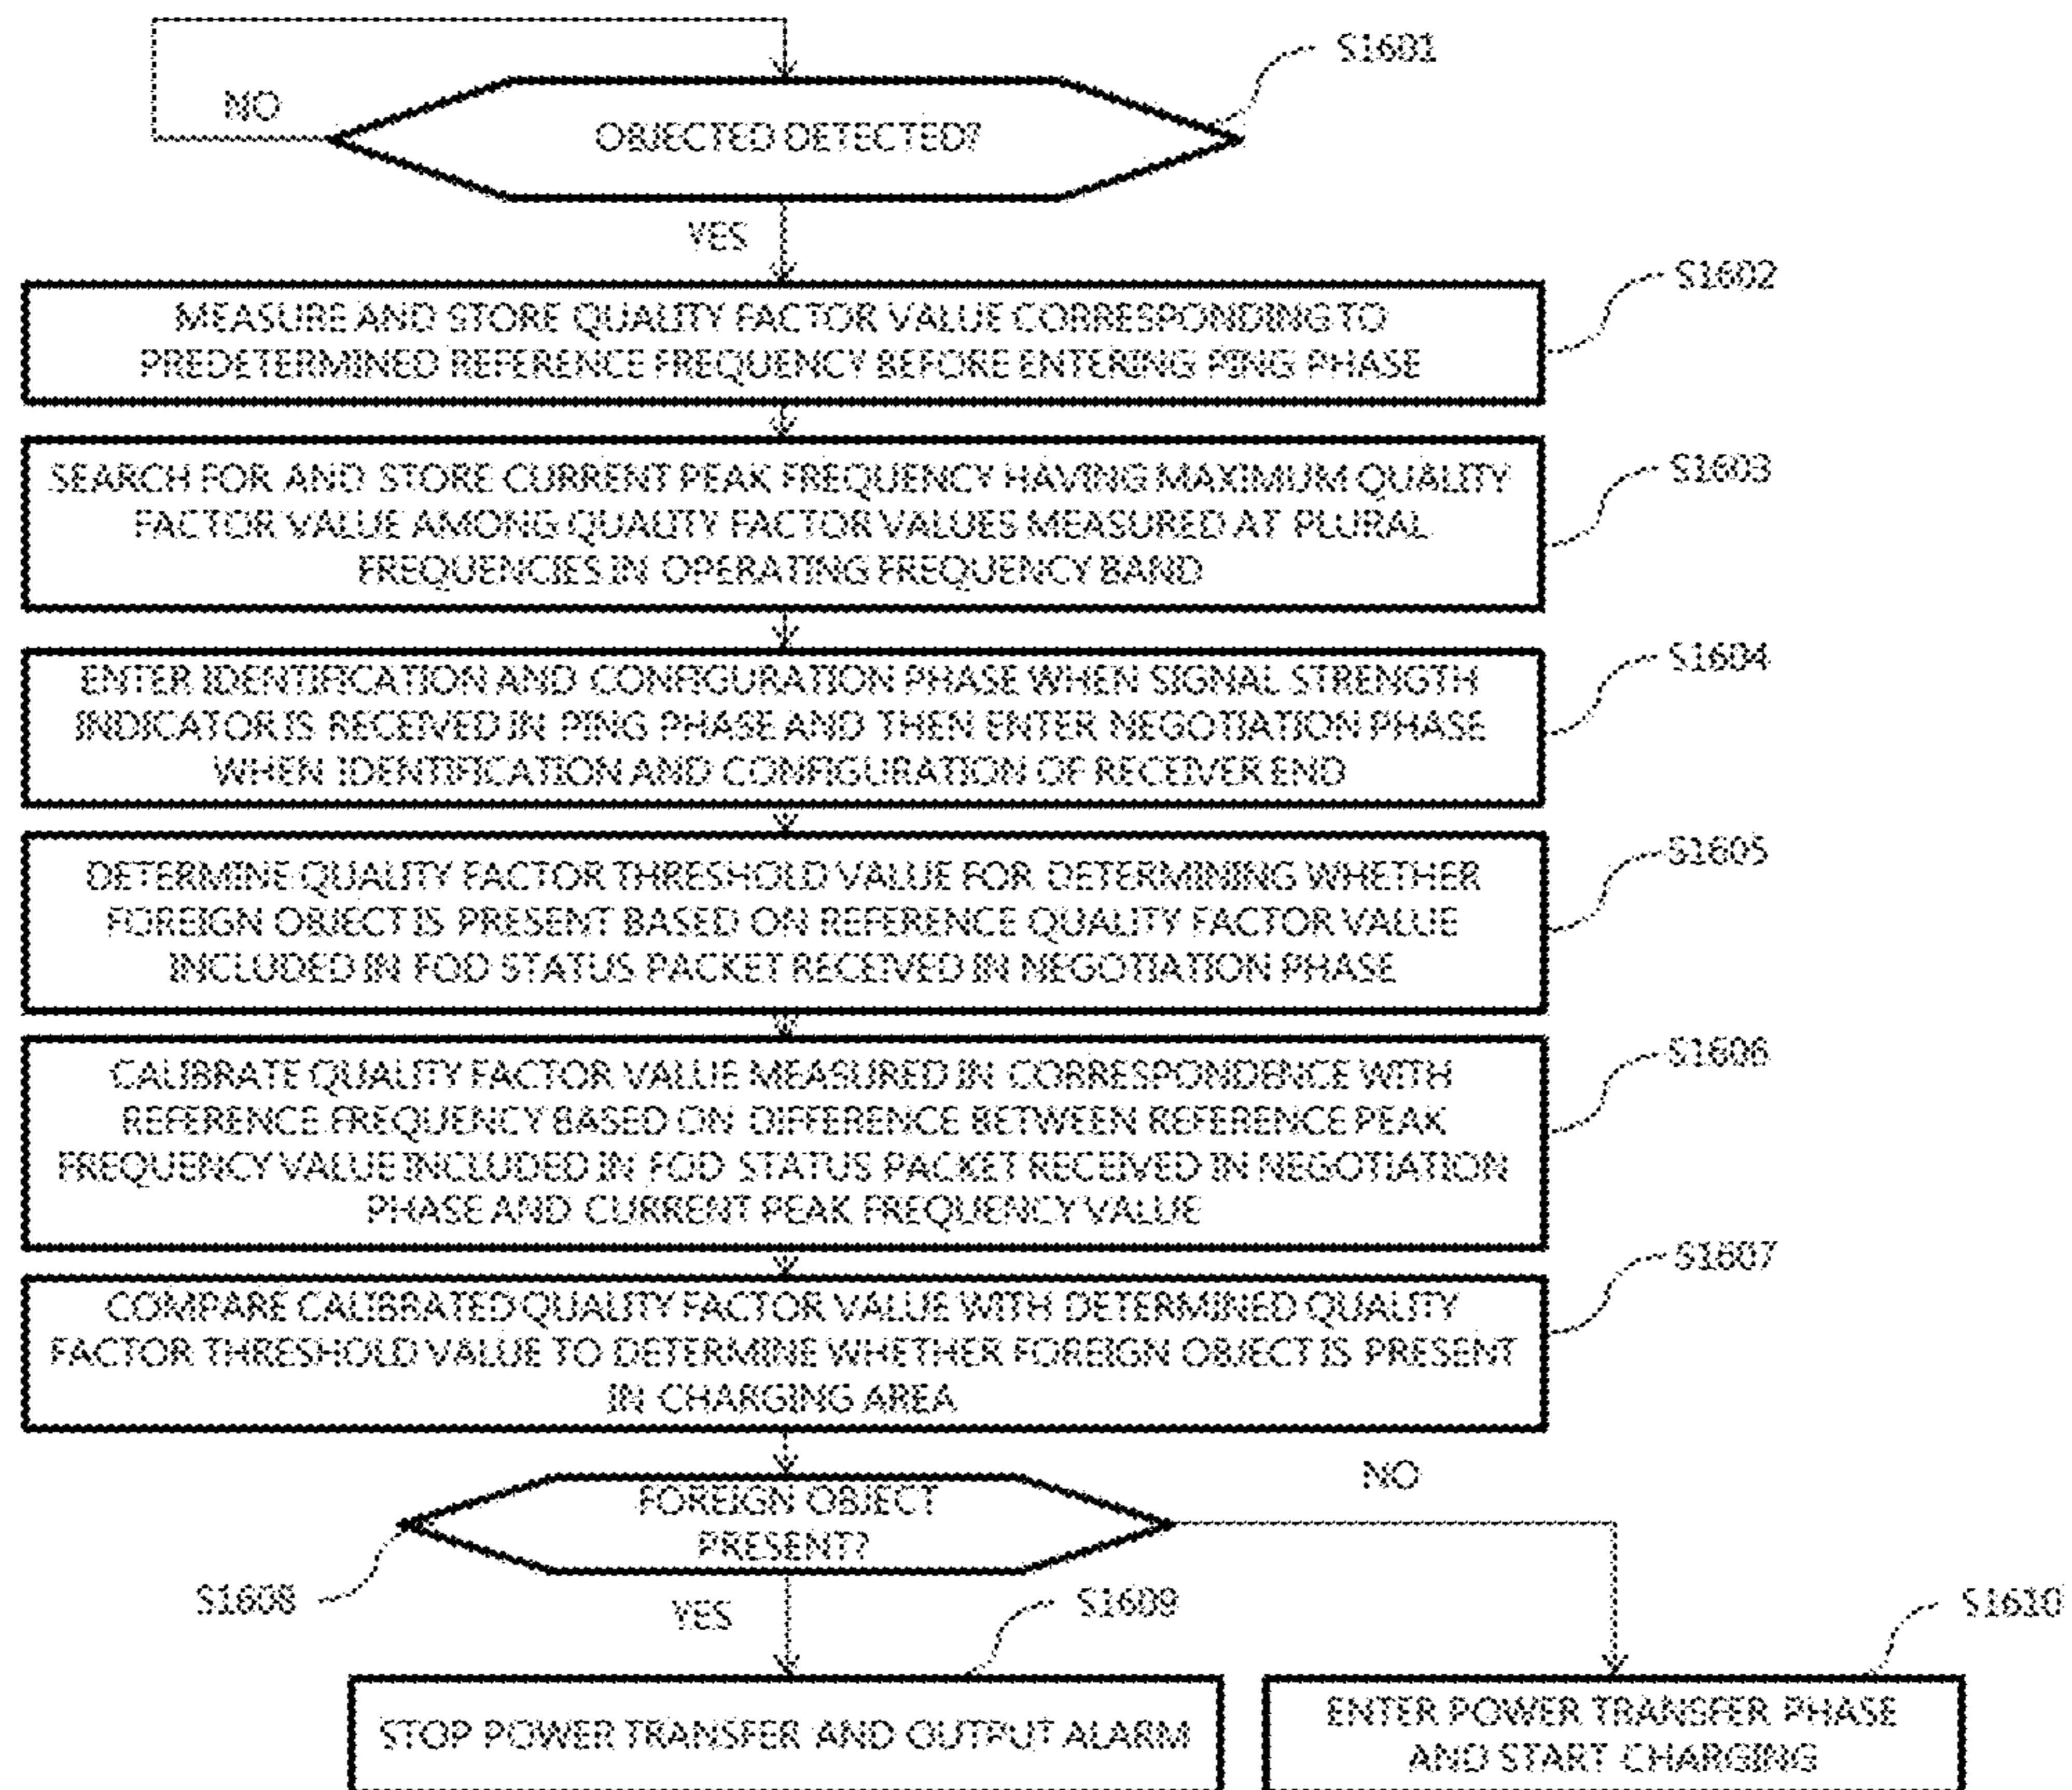 S1601
NO
OBJECTED DETECTED?
YES
S1602
MEASURE AND STORE QUALITY FACTOR VALUE CORRESPONDING TO
PREDETERMINED REFERENCE FREQUENCY BEFORE ENTERING PING PHASE
S1603
SEARCH FOR AND STORE CURRENT PEAK FREQUENCY HAVING MAXIMUM QUALITY
FACTOR VALUE AMONG QUALITY FACTOR VALUES MEASURED AT PLURAL
FREQUENCIES IN OPERATING FREQUENCY BAND
S1604
ENTER IDENTIFICATION AND CONFIGURATION PHASE WHEN SIGNAL STRENGTH
INDICATOR IS RECEIVED IN PING PHASE AND THEN ENTER NEGOTIATION PHASE
WHEN IDENTIFICATION AND CONFIGURATION OF RECEIVER END
S1605
DETERMINE QUALITY FACTOR THRESHOLD VALUE FOR DETERMINING WHETHER
FOREIGN OBJECT IS PRESENT BASED ON REFERENCE QUALITY FACTOR VALUE
INCLUDED IN FOD STATUS PACKET RECEIVED IN NEGOTIATION PHASE
S1606
CALIBRATE QUALITY FACTOR VALUE MEASURED IN CORRESPONDENCE WITH
REFERENCE FREQUENCY BASED ON DIFFERENCE BETWEEN REFERENCE PEAK
FREQUENCY VALUE INCLUDED IN FOD STATUS PACKET RECEIVED IN NEGOTIATION
PHASE AND CURRENT PEAK FREQUENCY VALUE
S1607
COMPARE CALIBRATED QUALITY FACTOR VALUE WITH DETERMINED QUALITY
FACTOR THRESHOLD VALUE TO DETERMINE WHETHER FOREIGN OBJECT IS PRESENT
IN CHARGING AREA
NO
FOREIGN OBJECT
PRESENT?
S1608
YES
S1609
S1610
STOP POWER TRANSFER AND OUTPUT ALARM
ENTER POWER TRANSFER PHASE
AND START CHARGING